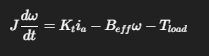 J dω/dt = K_t i_a − B_eff ω − T_load